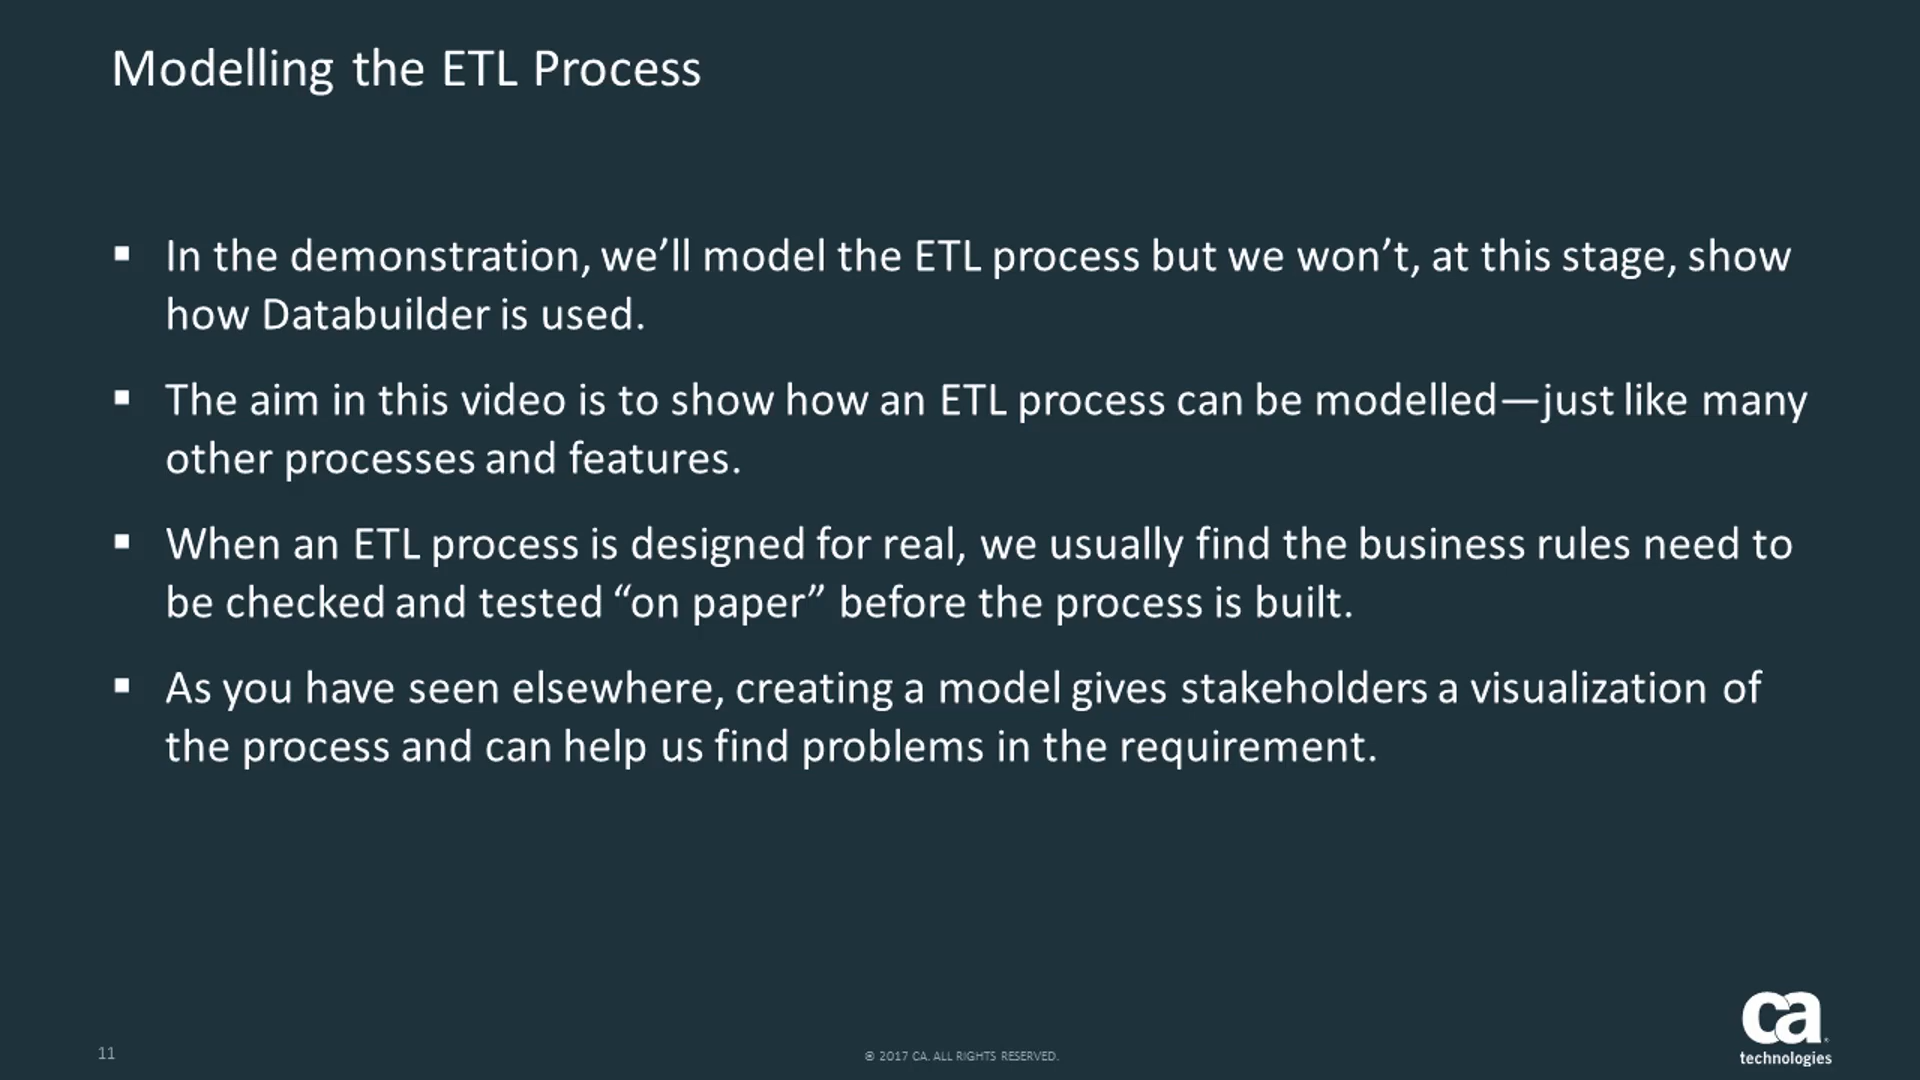 Modelling the ETL Process
▪ In the demonstration, we’ll model the ETL process but we won’t, at this stage, show
how Databuilder is used.
▪ The aim in this video is to show how an ETL process can be modelled—just like many
other processes and features.
▪ When an ETL process is designed for real, we usually find the business rules need to
be checked and tested “on paper” before the process is built.
▪ As you have seen elsewhere, creating a model gives stakeholders a visualization of
the process and can help us find problems in the requirement.
11
© 2017 CA. ALL RIGHTS RESERVED.
ca
technologies